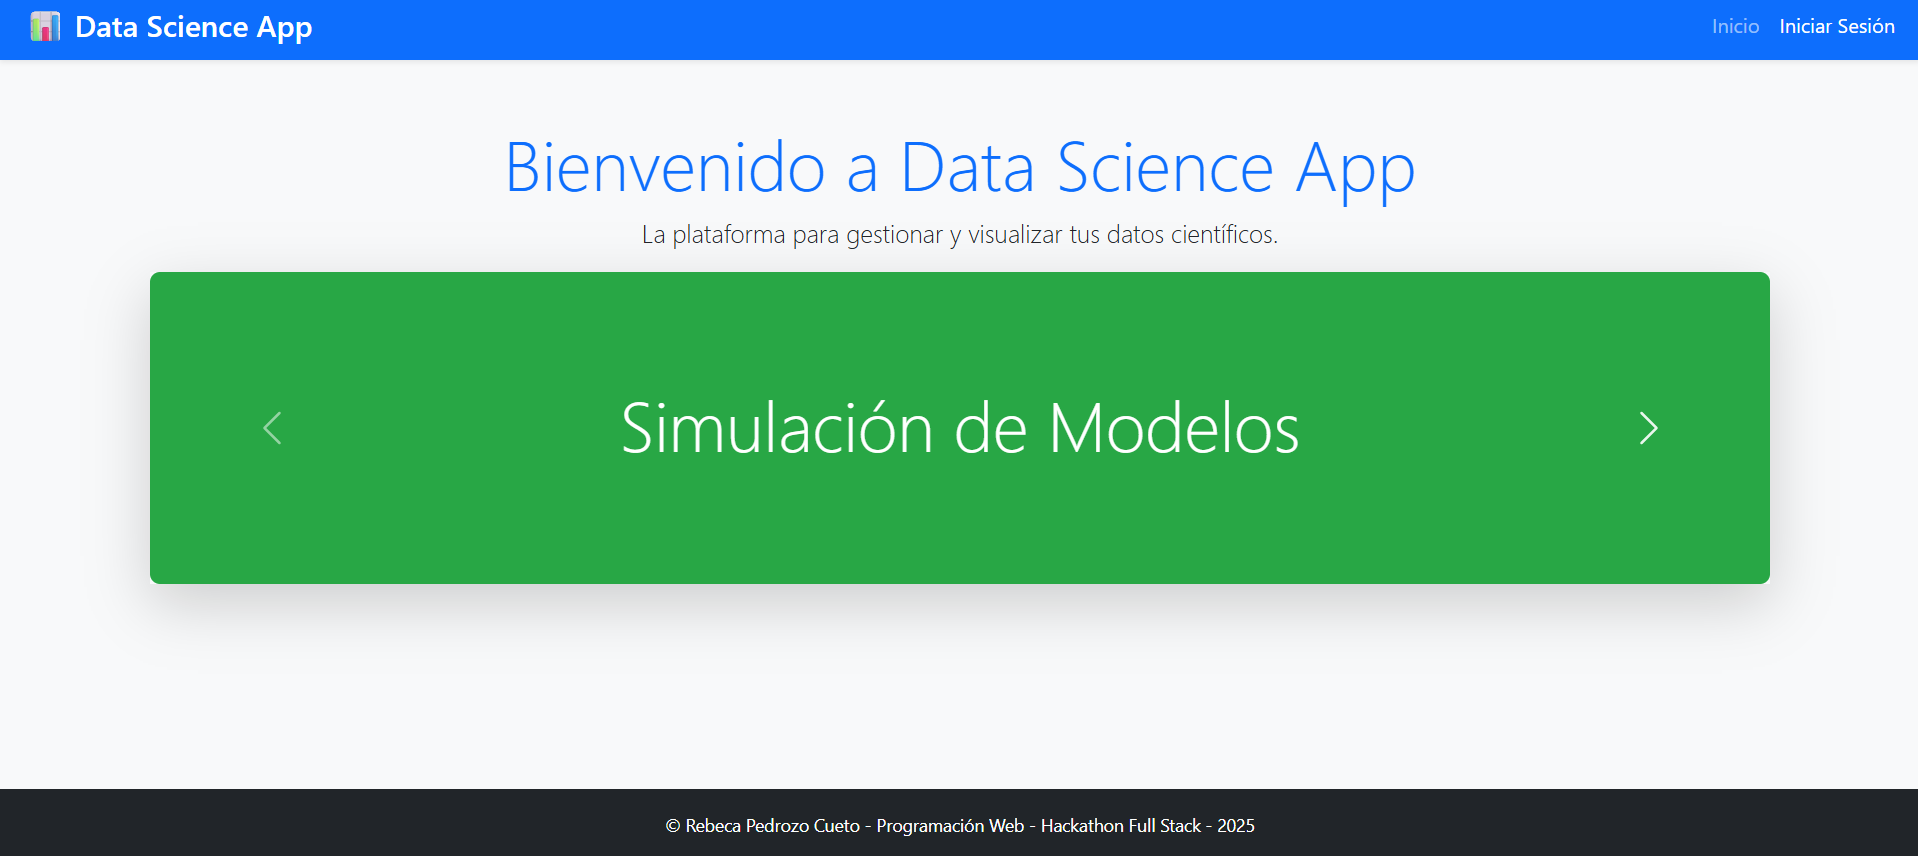 Data Science App
Inicio
Iniciar Sesión
Bienvenido a Data Science App
La plataforma para gestionar y visualizar tus datos científicos.
Simulación de Modelos
© Rebeca Pedrozo Cueto - Programación Web - Hackathon Full Stack - 2025